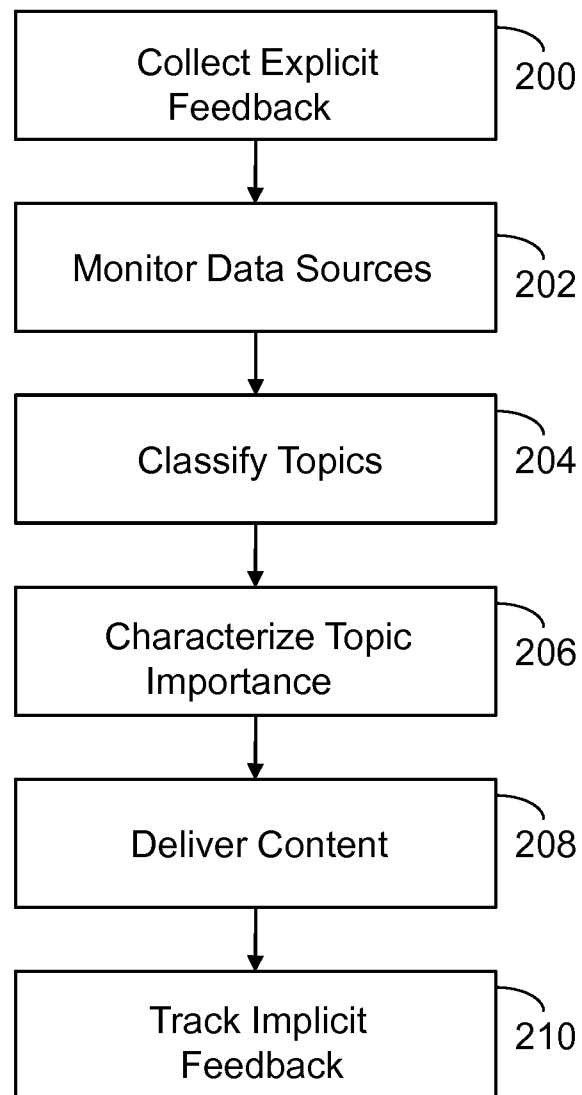 Collect Explicit
Feedback
200
Monitor Data Sources
202
Classify Topics
204
Characterize Topic
Importance
206
Deliver Content
208
Track Implicit
Feedback
210